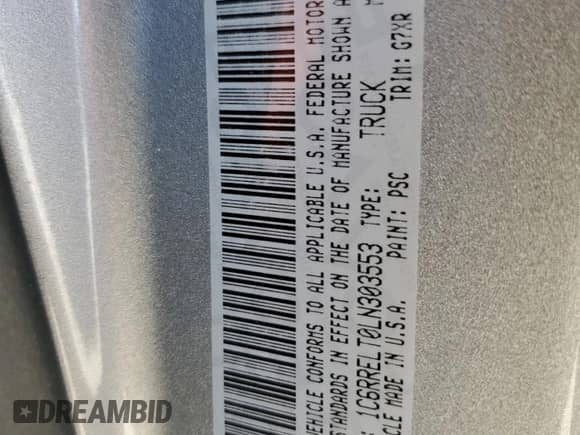 VEHICLE CONFORMS TO ALL APPLICABLE U.S.A. FEDERAL MOTOR
STANDARDS IN EFFECT ON THE DATE OF MANUFACTURE SHOWN A
: 1C6RRELT0LN303553 TYPE: TRUCK
CLE MADE IN U.S.A. PAINT: PSC TRIM: G7XR
DREAMBID